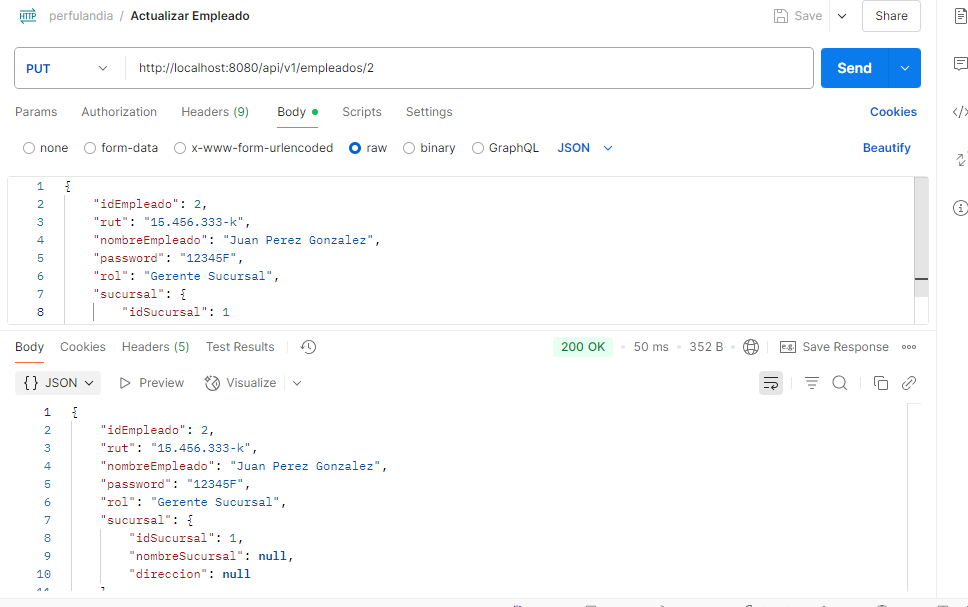 HTTP perfulandia / Actualizar Empleado Save Share
PUT http://localhost:8080/api/v1/empleados/2 Send
Params Authorization Headers (9) Body Scripts Settings Cookies
none form-data x-www-form-urlencoded raw binary GraphQL JSON Beautify
1 {
2 "idEmpleado": 2,
3 "rut": "15.456.333-k",
4 "nombreEmpleado": "Juan Perez Gonzalez",
5 "password": "12345F",
6 "rol": "Gerente Sucursal",
7 "sucursal": {
8 "idSucursal": 1
Body Cookies Headers (5) Test Results 200 OK • 50 ms • 352 B • e.g. Save Response
{} JSON Preview Visualize
1 {
2 "idEmpleado": 2,
3 "rut": "15.456.333-k",
4 "nombreEmpleado": "Juan Perez Gonzalez",
5 "password": "12345F",
6 "rol": "Gerente Sucursal",
7 "sucursal": {
8 "idSucursal": 1,
9 "nombreSucursal": null,
10 "direccion": null